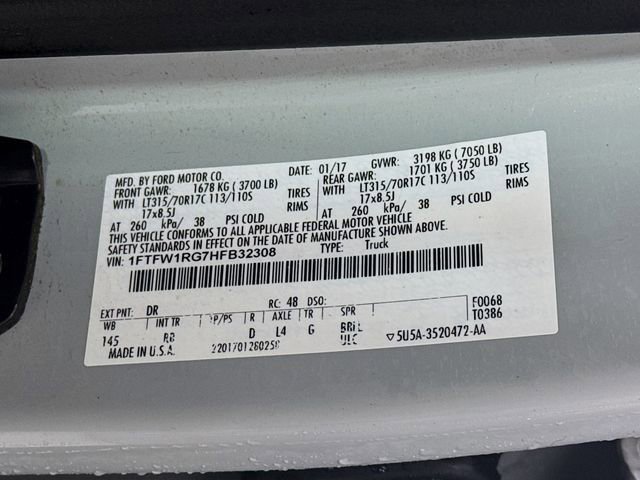 MFD. BY FORD MOTOR CO. DATE: 01/17 GVWR: 3198 KG ( 7050 LB)
FRONT GAWR: 1678 KG ( 3700 LB) REAR GAWR: 1701 KG ( 3750 LB)
WITH LT315/70R17C 113/110S TIRES WITH LT315/70R17C 113/110S TIRES
17x8.5J RIMS 17x8.5J RIMS
AT 260 kPa/ 38 PSI COLD AT 260 kPa/ 38 PSI COLD
THIS VEHICLE CONFORMS TO ALL APPLICABLE FEDERAL MOTOR VEHICLE
SAFETY STANDARDS IN EFFECT ON THE DATE OF MANUFACTURE SHOWN ABOVE.
VIN: 1FTFW1RG7HFB32308 TYPE: Truck
EXT PNT: DR RC: 48 DSO: F0068
WB INT TR TP/PS R AXLE TR SPR T0386
145 D L4 G
MADE IN U.S.A. ▽5U5A-3520472-AA